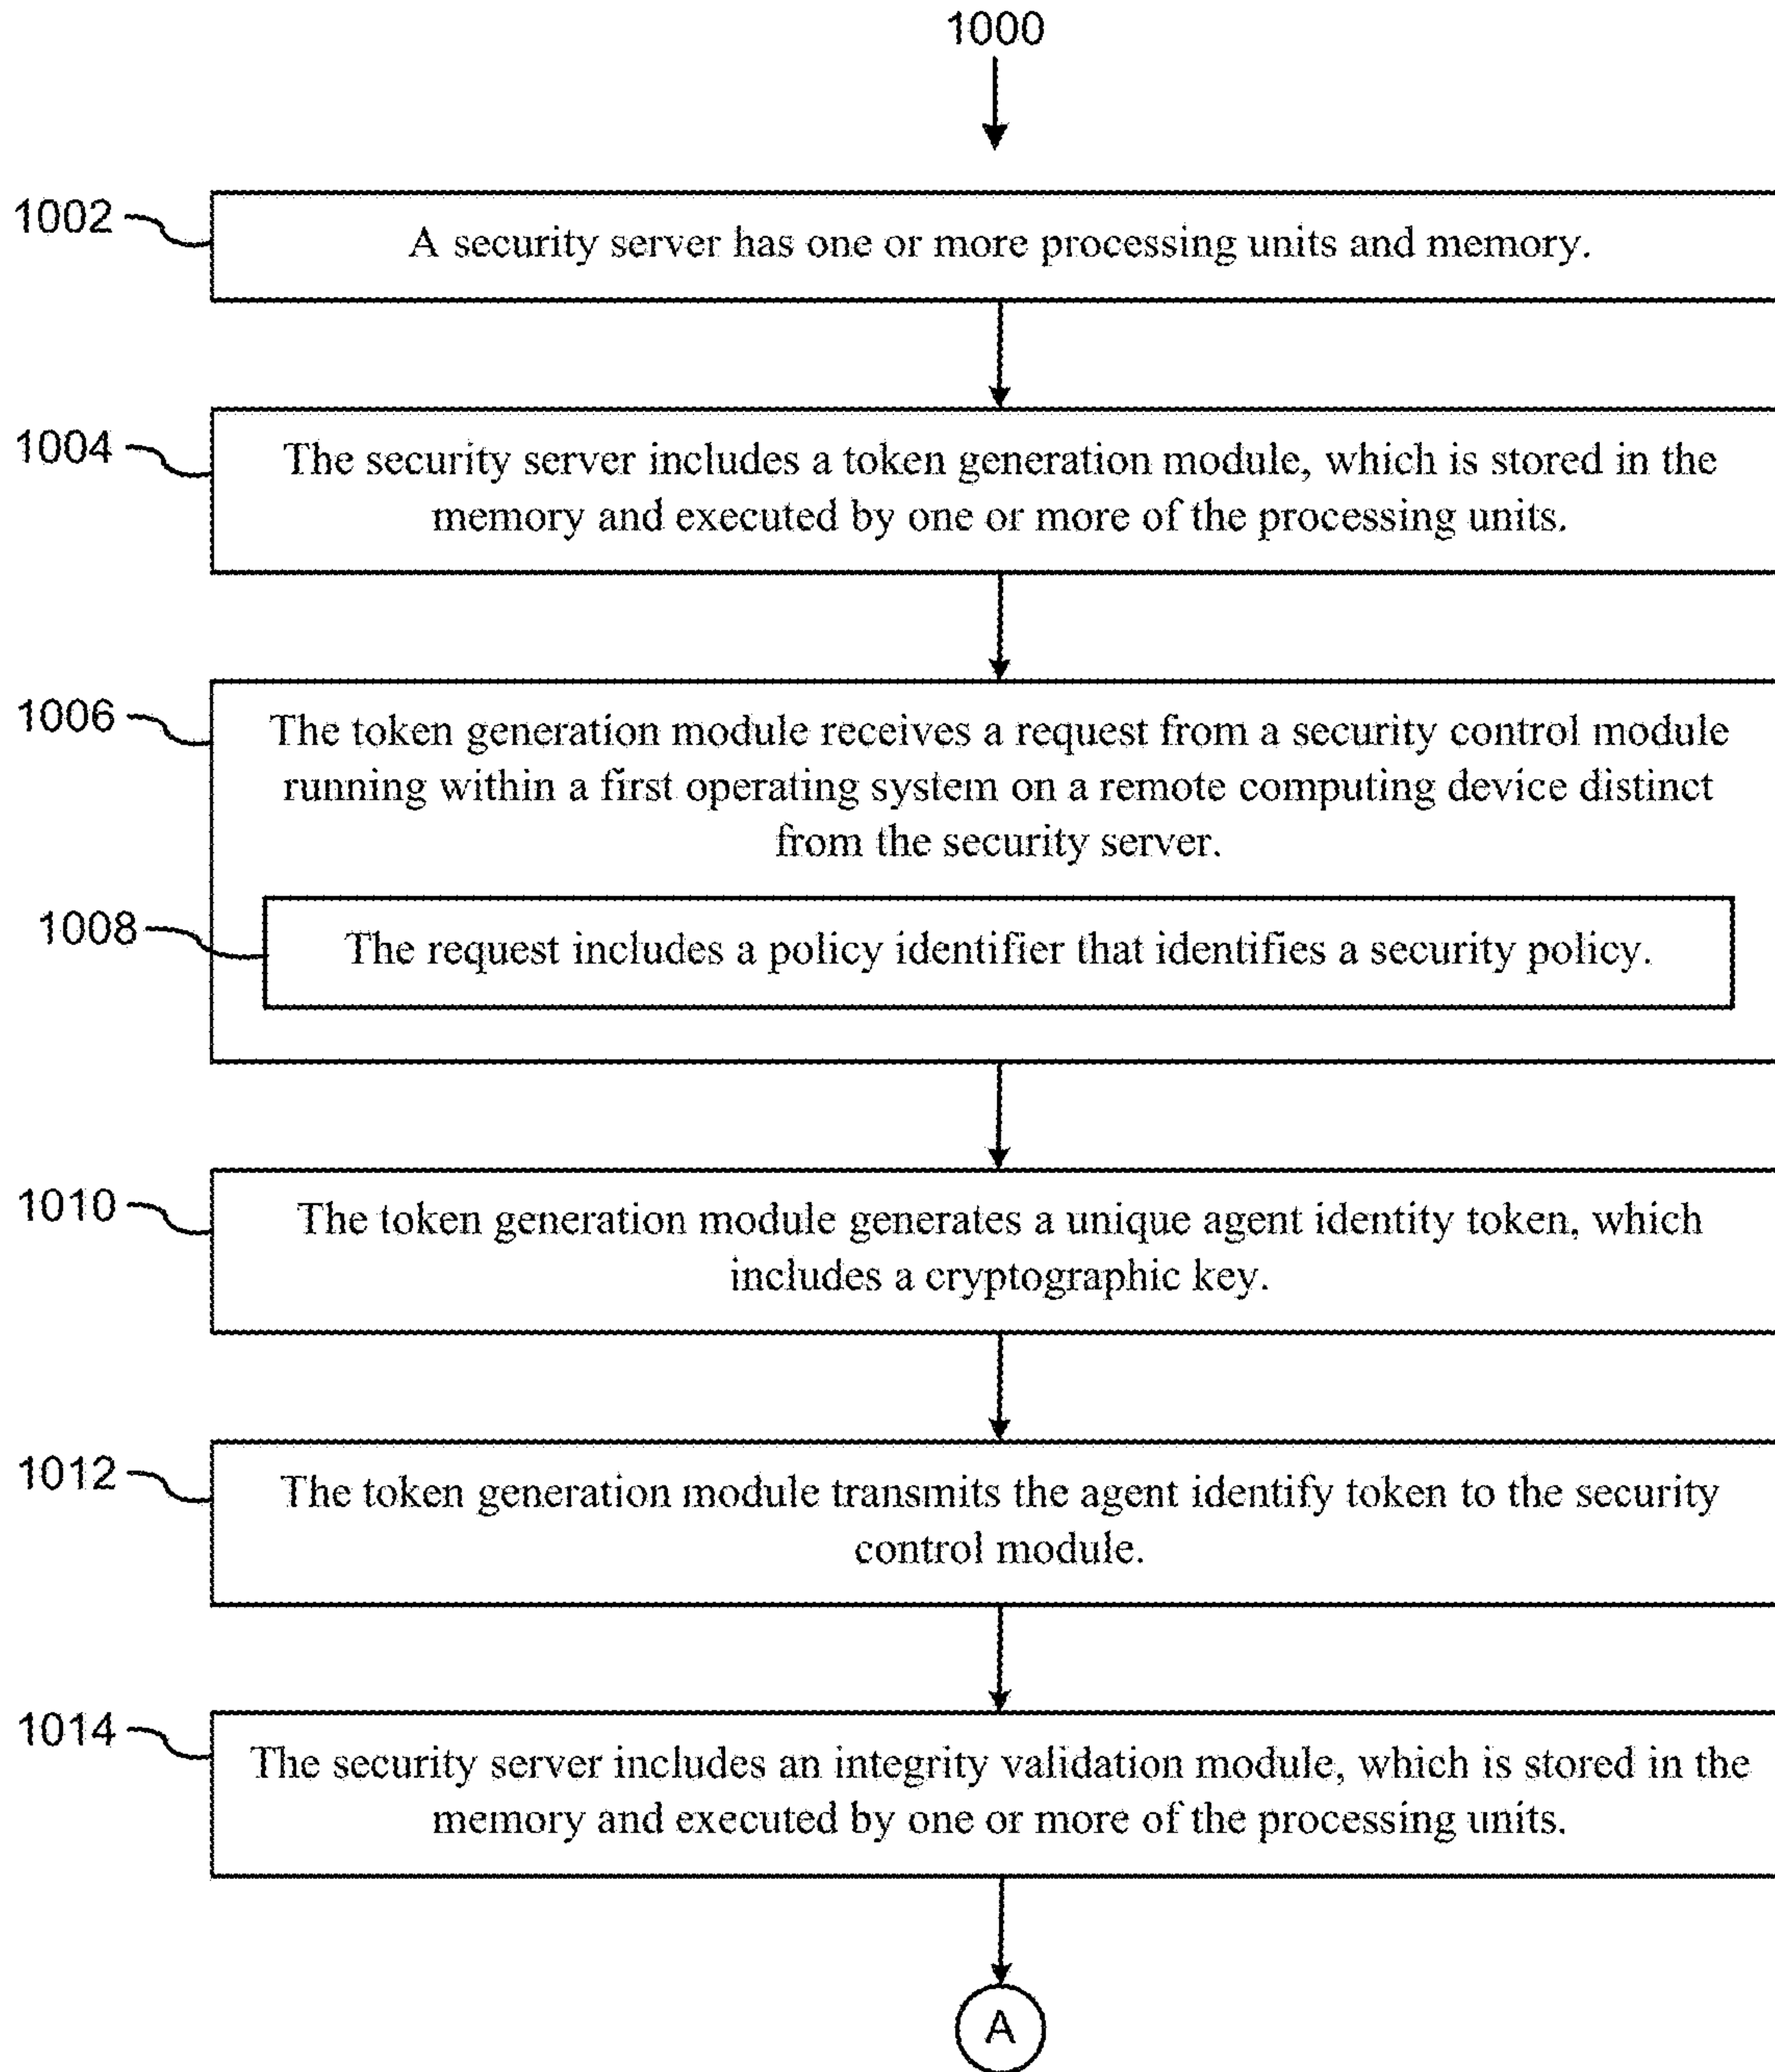 1000
1002
A security server has one or more processing units and memory.
1004
The security server includes a token generation module, which is stored in the
memory and executed by one or more of the processing units.
1006
The token generation module receives a request from a security control module
running within a first operating system on a remote computing device distinct
from the security server.
1008
The request includes a policy identifier that identifies a security policy.
1010
The token generation module generates a unique agent identity token, which
includes a cryptographic key.
1012
The token generation module transmits the agent identify token to the security
control module.
1014
The security server includes an integrity validation module, which is stored in the
memory and executed by one or more of the processing units.
A